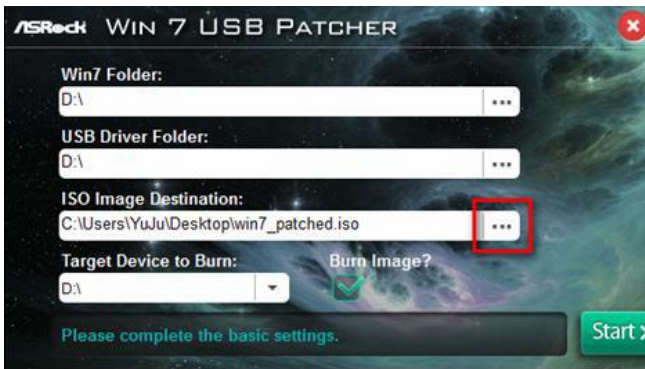 ASRock WIN 7 USB PATCHER
Win7 Folder:
D:\
USB Driver Folder:
D:\
ISO Image Destination:
C:\Users\YuJu\Desktop\win7_patched.iso
Target Device to Burn: Burn Image?
D:\
Please complete the basic settings.
Start